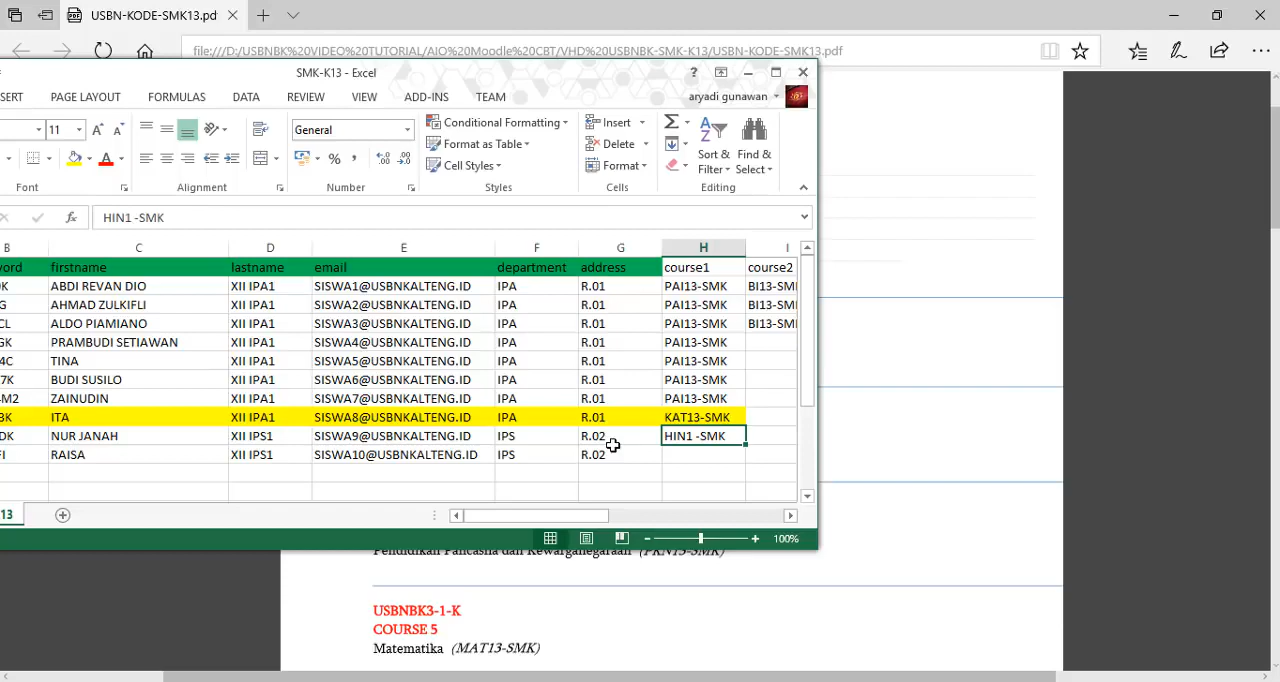 USBN-KODE-SMK13.pd
file:///D:/USBNBK%20VIDEO%20TUTORIAL/AIO%20Moodle%20CBT/VHD%20USBNBK-SMK-K13/USBN-KODE-SMK13.pdf
SMK-K13 - Excel
SERT PAGE LAYOUT FORMULAS DATA REVIEW VIEW ADD-INS TEAM aryadi gunawan
11 General Conditional Formatting Insert
Format as Table Delete Sort & Find &
Cell Styles Format Filter Select
Font Alignment Number Styles Cells Editing
HIN1 -SMK
B C D E F G H I
word firstname lastname email department address course1 course2
0K ABDI REVAN DIO XII IPA1 SISWA1@USBNKALTENG.ID IPA R.01 PAI13-SMK BI13-SM
G AHMAD ZULKIFLI XII IPA1 SISWA2@USBNKALTENG.ID IPA R.01 PAI13-SMK BI13-SM
CL ALDO PIAMIANO XII IPA1 SISWA3@USBNKALTENG.ID IPA R.01 PAI13-SMK BI13-SM
GK PRAMBUDI SETIAWAN XII IPA1 SISWA4@USBNKALTENG.ID IPA R.01 PAI13-SMK
4C TINA XII IPA1 SISWA5@USBNKALTENG.ID IPA R.01 PAI13-SMK
7K BUDI SUSILO XII IPA1 SISWA6@USBNKALTENG.ID IPA R.01 PAI13-SMK
4M2 ZAINUDIN XII IPA1 SISWA7@USBNKALTENG.ID IPA R.01 PAI13-SMK
BK ITA XII IPA1 SISWA8@USBNKALTENG.ID IPA R.01 KAT13-SMK
DK NUR JANAH XII IPS1 SISWA9@USBNKALTENG.ID IPS R.02 HIN1 -SMK
FI RAISA XII IPS1 SISWA10@USBNKALTENG.ID IPS R.02
13
100%
Pendidikan Pancasila dan Kewarganegaraan (PKN13-SMK)
USBNBK3-1-K
COURSE 5
Matematika (MAT13-SMK)